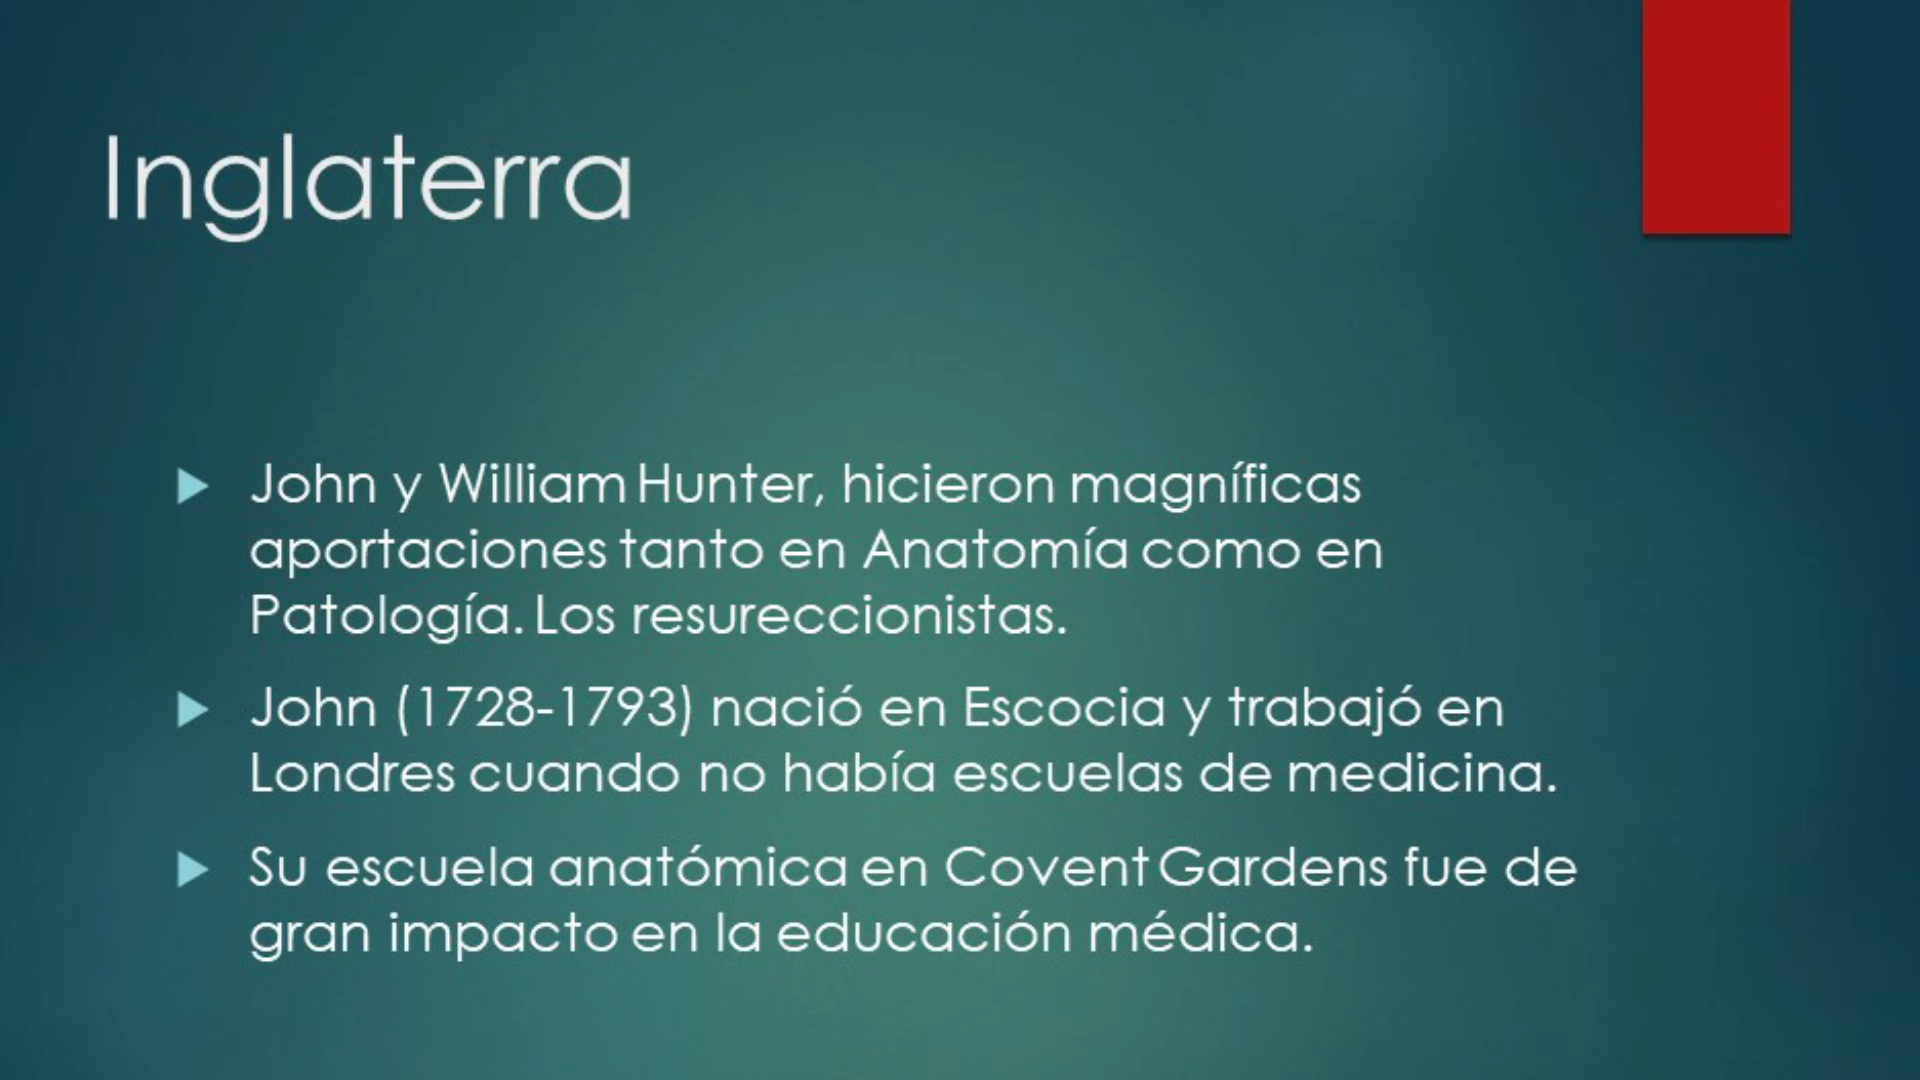 Inglaterra
John y William Hunter, hicieron magníficas
aportaciones tanto en Anatomía como en
Patología. Los resureccionistas.
John (1728-1793) nació en Escocia y trabajó en
Londres cuando no había escuelas de medicina.
Su escuela anatómica en Covent Gardens fue de
gran impacto en la educación médica.